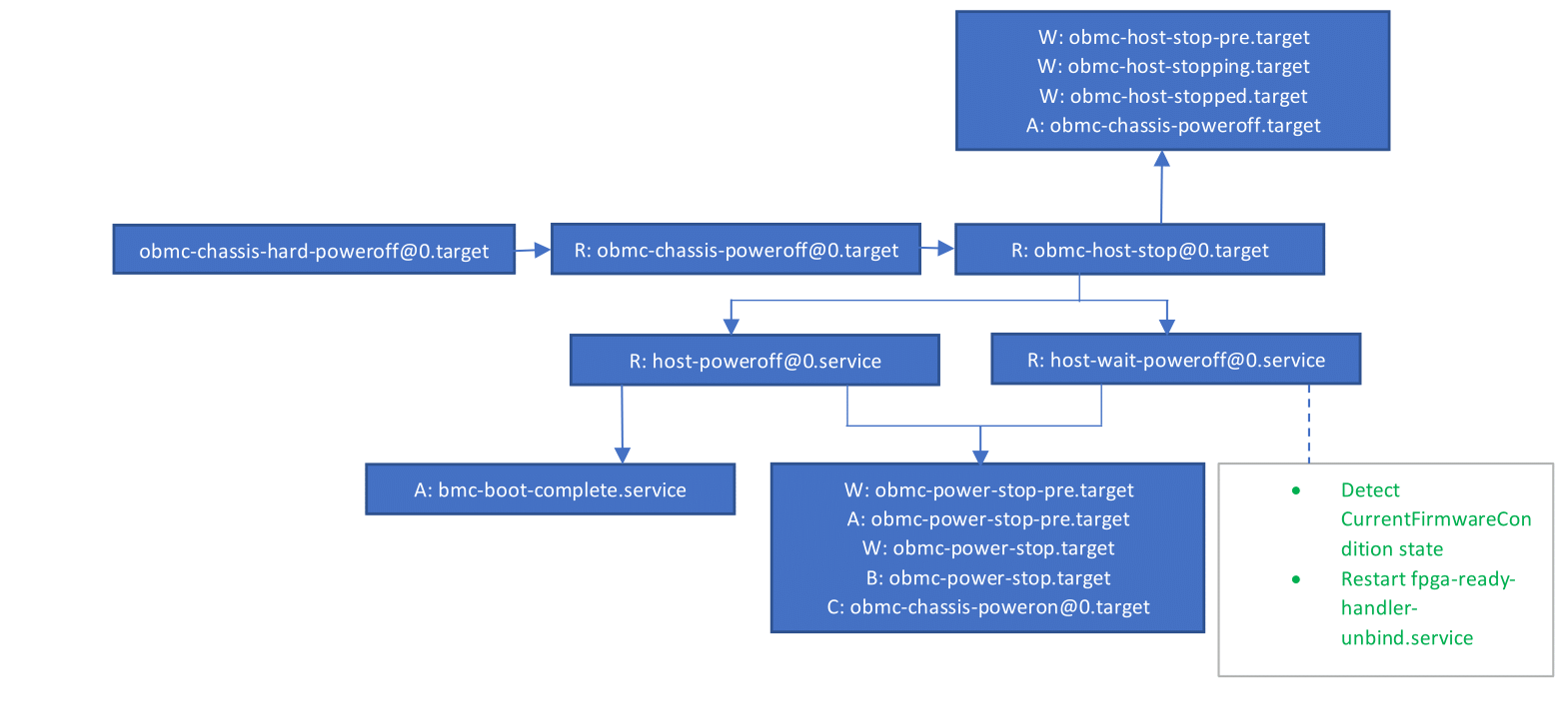 W: obmc-host-stop-pre.target
W: obmc-host-stopping.target
W: obmc-host-stopped.target
A: obmc-chassis-poweroff.target
obmc-chassis-hard-poweroff@0.target
R: obmc-chassis-poweroff@0.target
R: obmc-host-stop@0.target
R: host-poweroff@0.service
R: host-wait-poweroff@0.service
A: bmc-boot-complete.service
W: obmc-power-stop-pre.target
A: obmc-power-stop-pre.target
W: obmc-power-stop.target
B: obmc-power-stop.target
C: obmc-chassis-poweron@0.target
• Detect
CurrentFirmwareCon
dition state
• Restart fpga-ready-
handler-
unbind.service